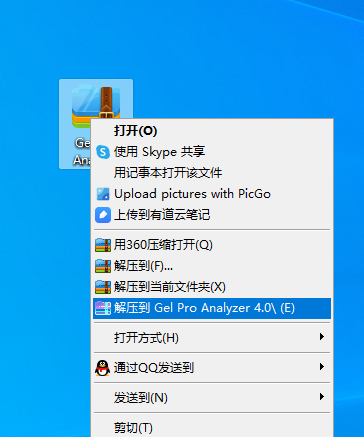 Ge
Ana
打开(O)
使用 Skype 共享
用记事本打开该文件
Upload pictures with PicGo
上传到有道云笔记
用360压缩打开(Q)
解压到(F)...
解压到当前文件夹(X)
解压到 Gel Pro Analyzer 4.0\ (E)
打开方式(H)
通过QQ发送到
发送到(N)
剪切(T)